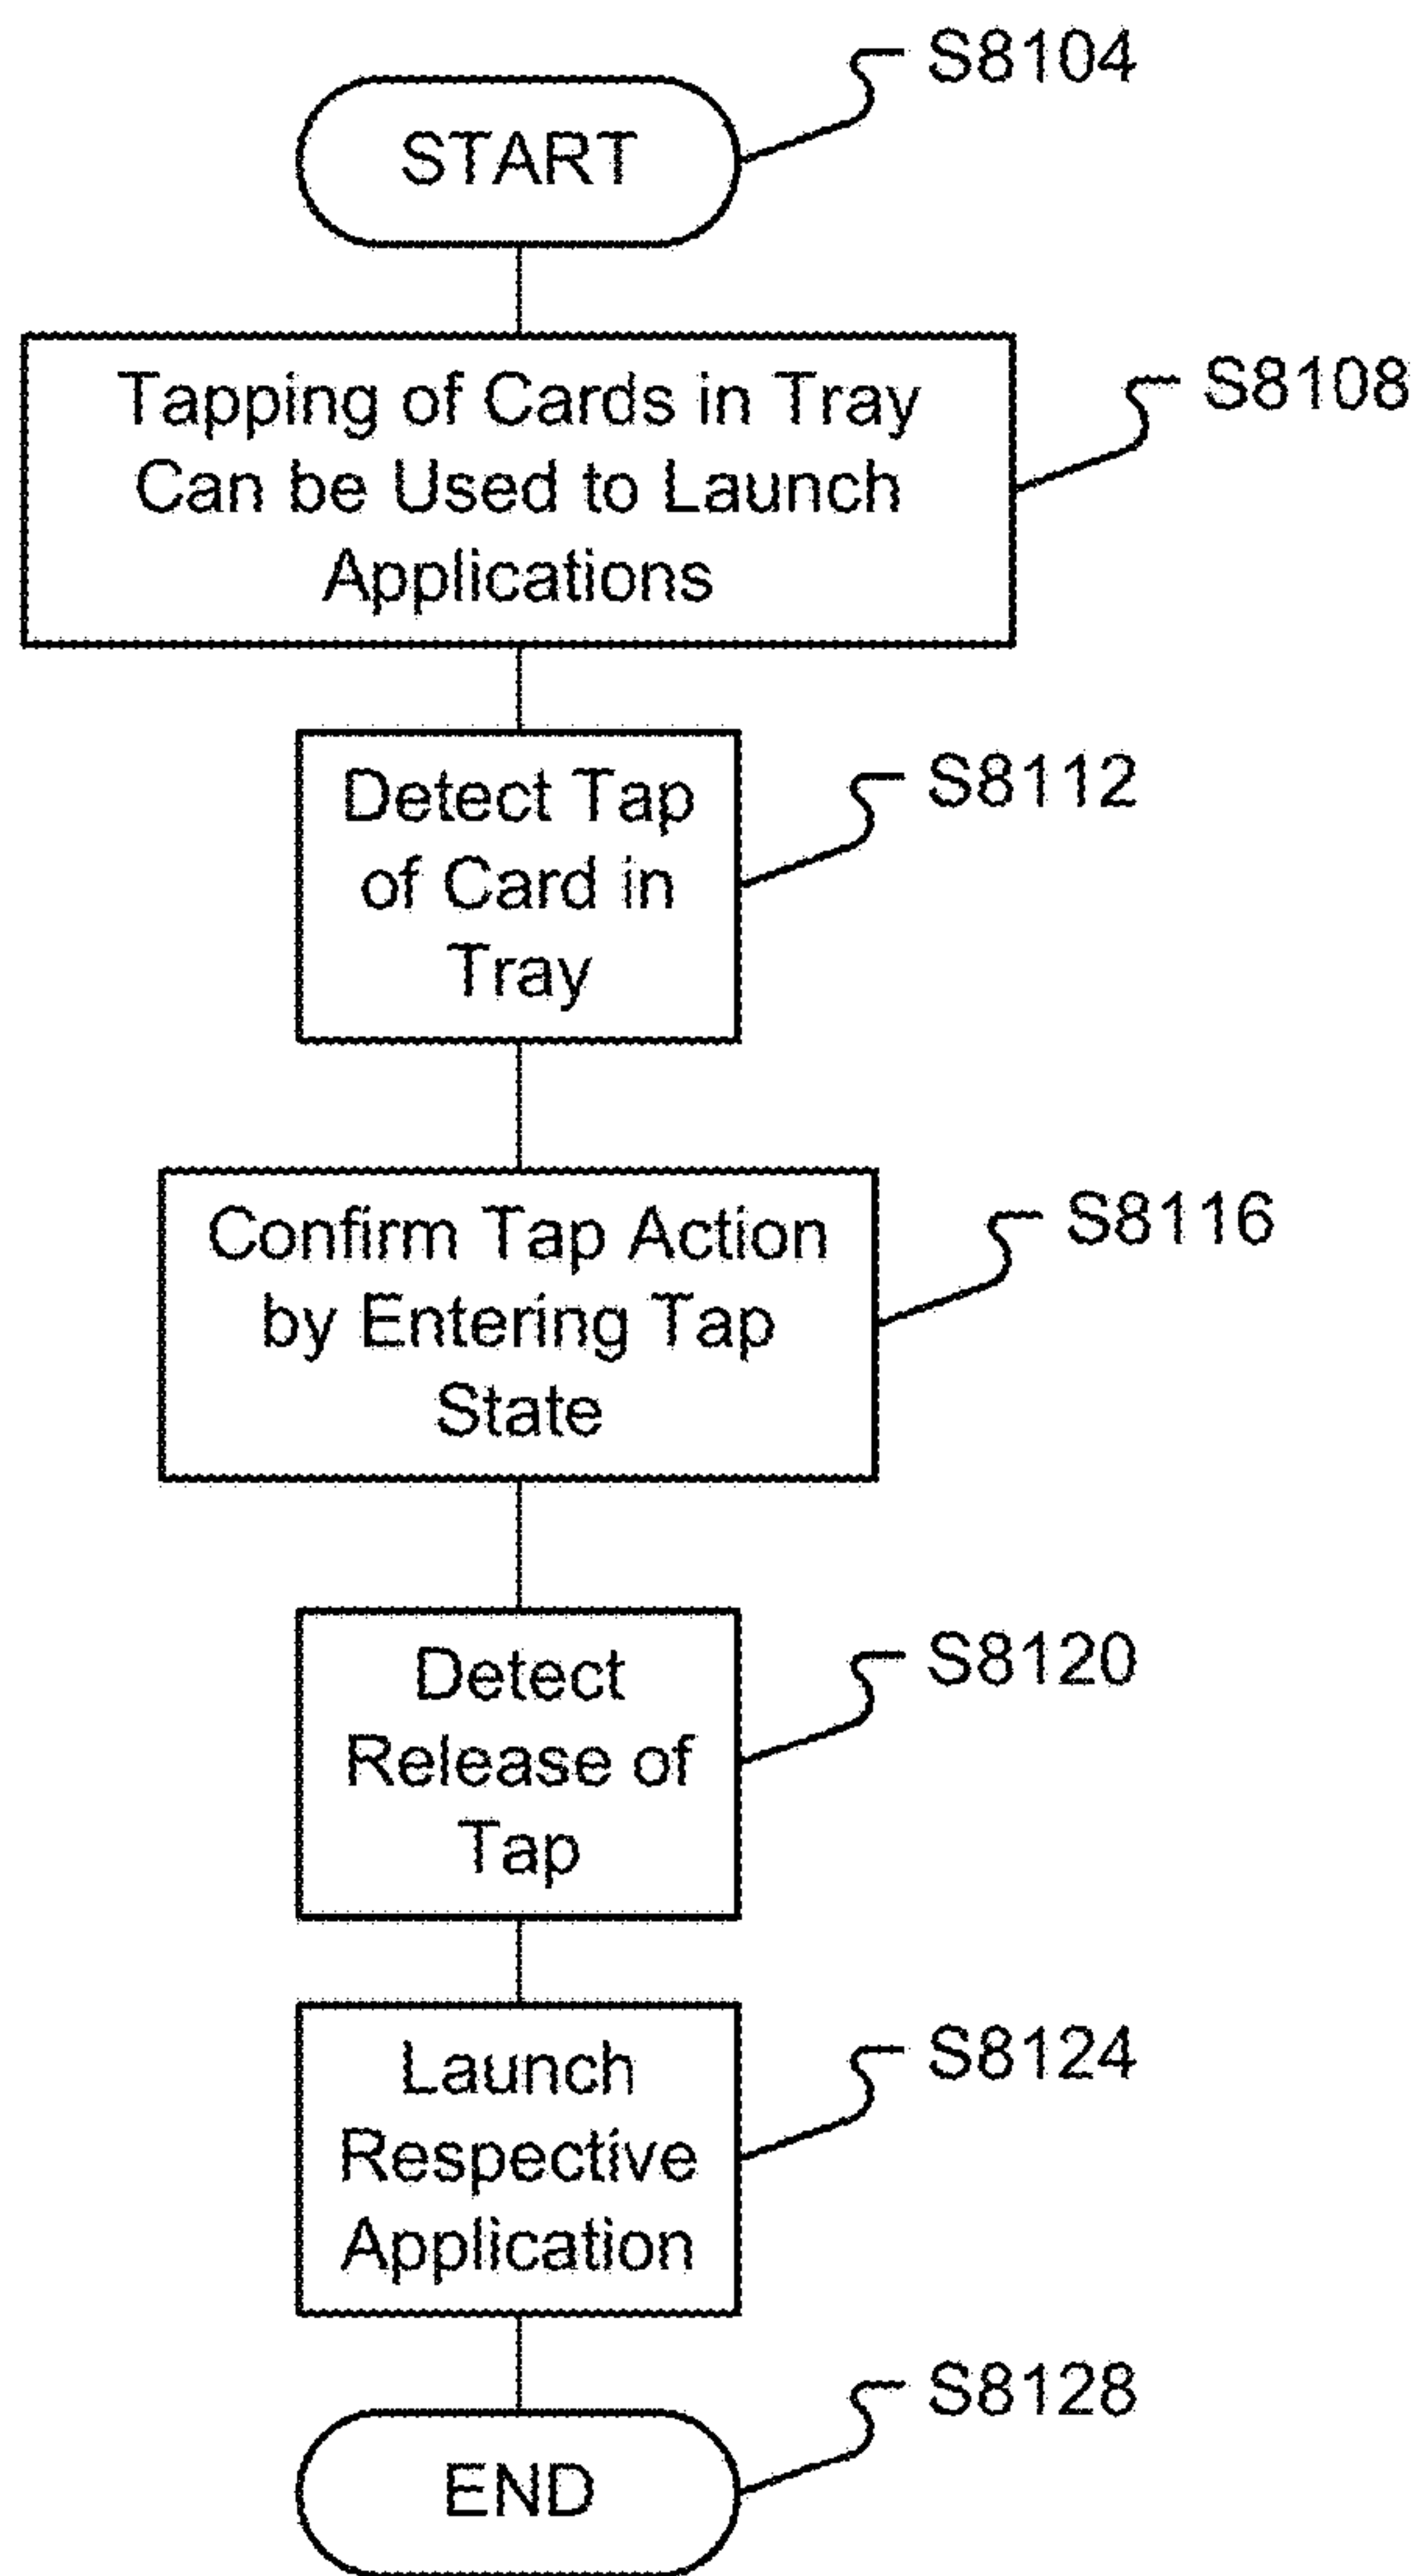 S8104
START
Tapping of Cards in Tray
Can be Used to Launch
Applications
S8108
Detect Tap
of Card in
Tray
S8112
Confirm Tap Action
by Entering Tap
State
S8116
Detect
Release of
Tap
S8120
Launch
Respective
Application
S8124
END
S8128